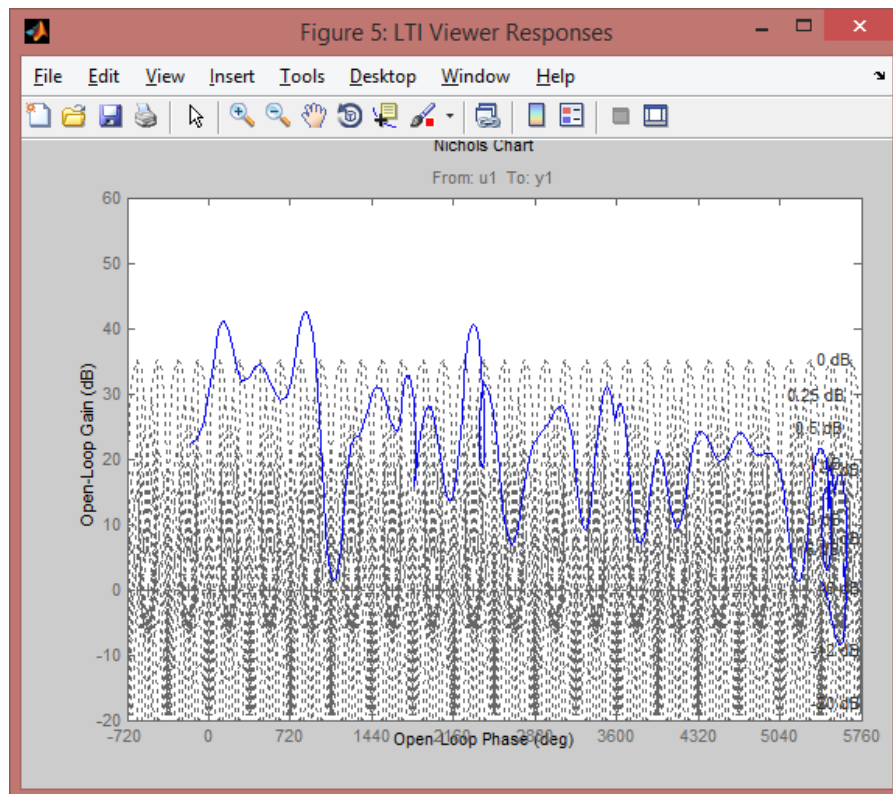 Figure 5: LTI Viewer Responses
File Edit View Insert Tools Desktop Window Help
Nichols Chart
From: u1 To: y1
Open-Loop Gain (dB)
60
50
40
30
20
10
0
-10
-20
0 dB
0.25 dB
0.5 dB
-12 dB
-20 dB
-720 0 720 1440 2160 2880 3600 4320 5040 5760
Open-Loop Phase (deg)